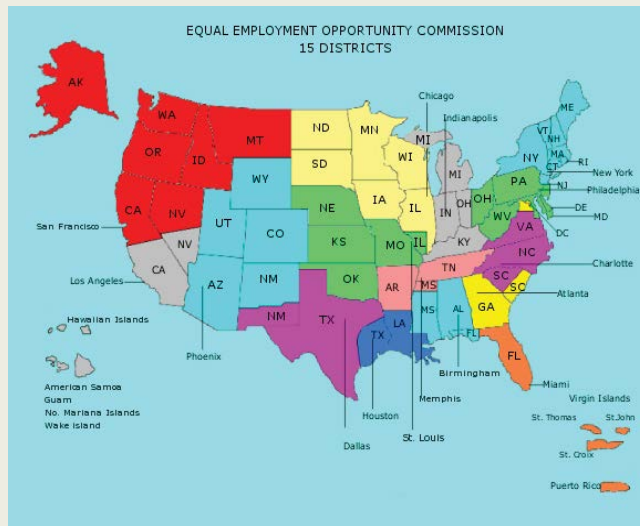 EQUAL EMPLOYMENT OPPORTUNITY COMMISSION
15 DISTRICTS
AK
WA
OR
ID
MT
CA
NV
San Francisco
NV
CA
Los Angeles
Hawaiian Islands
American Samoa
Guam
No. Mariana Islands
Wake island
WY
UT
CO
AZ
NM
Phoenix
ND
MN
SD
WI
IA
IL
Chicago
Indianapolis
MI
MI
IN
OH
KY
NE
KS
MO
IL
OK
St. Louis
NM
TX
Dallas
TX
LA
Houston
AR
TN
MS
Memphis
MS
AL
FL
Birmingham
ME
VT
NH
MA
CT
RI
NY
New York
PA
NJ
Philadelphia
OH
WV
DE
MD
DC
VA
NC
SC
Charlotte
SC
GA
Atlanta
FL
Miami
Virgin Islands
St. Thomas
St.John
St. Croix
Puerto Rico